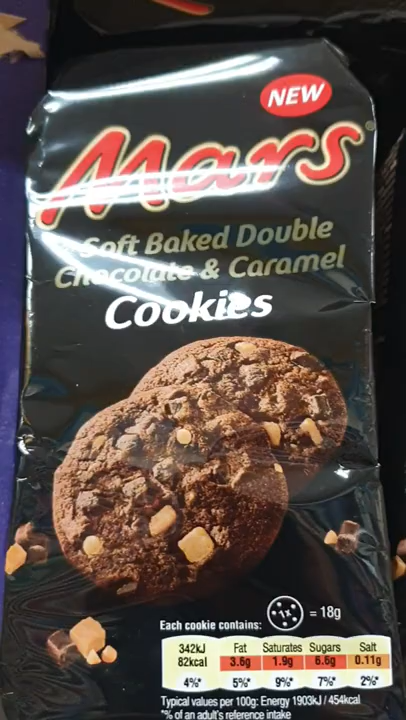 NEW
Mars®
Soft Baked Double
Chocolate & Caramel
Cookies
Each cookie contains: 1x = 18g
342kJ 82kcal 4%*
Fat 3.6g 5%*
Saturates 1.9g 9%*
Sugars 6.6g 7%*
Salt 0.11g 2%*
Typical values per 100g: Energy 1903kJ / 454kcal
*% of an adult's reference intake